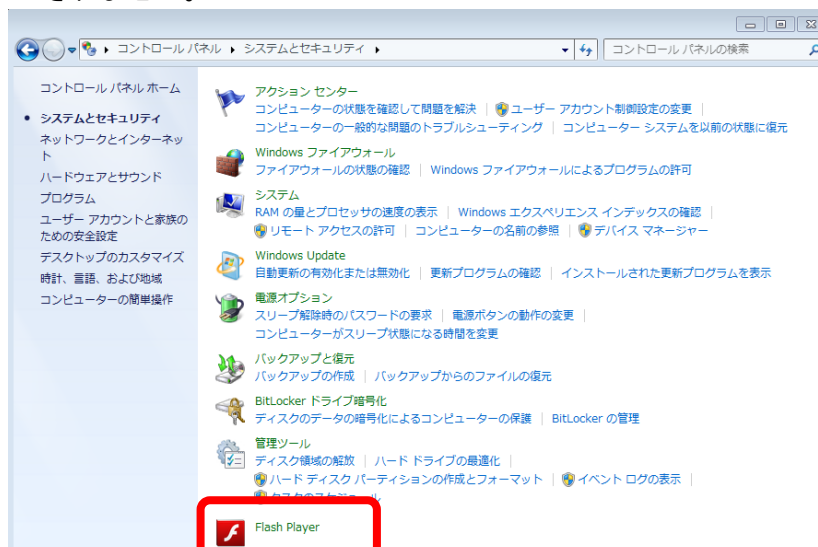 コントロール パネル ▸ システムとセキュリティ ▸
コントロール パネルの検索
コントロール パネル ホーム
システムとセキュリティ
ネットワークとインターネッ
ト
ハードウェアとサウンド
プログラム
ユーザー アカウントと家族の
ための安全設定
デスクトップのカスタマイズ
時計、言語、および地域
コンピューターの簡単操作
アクション センター
コンピューターの状態を確認して問題を解決 | ユーザー アカウント制御設定の変更 |
コンピューターの一般的な問題のトラブルシューティング | コンピューター システムを以前の状態に復元
Windows ファイアウォール
ファイアウォールの状態の確認 | Windows ファイアウォールによるプログラムの許可
システム
RAM の量とプロセッサの速度の表示 | Windows エクスペリエンス インデックスの確認 |
リモート アクセスの許可 | コンピューターの名前の参照 | デバイス マネージャー
Windows Update
自動更新の有効化または無効化 | 更新プログラムの確認 | インストールされた更新プログラムを表示
電源オプション
スリープ解除時のパスワードの要求 | 電源ボタンの動作の変更 |
コンピューターがスリープ状態になる時間を変更
バックアップと復元
バックアップの作成 | バックアップからのファイルの復元
BitLocker ドライブ暗号化
ディスクのデータの暗号化によるコンピューターの保護 | BitLocker の管理
管理ツール
ディスク領域の解放 | ハード ドライブの最適化 |
ハード ディスク パーティションの作成とフォーマット | イベント ログの表示 |
Flash Player